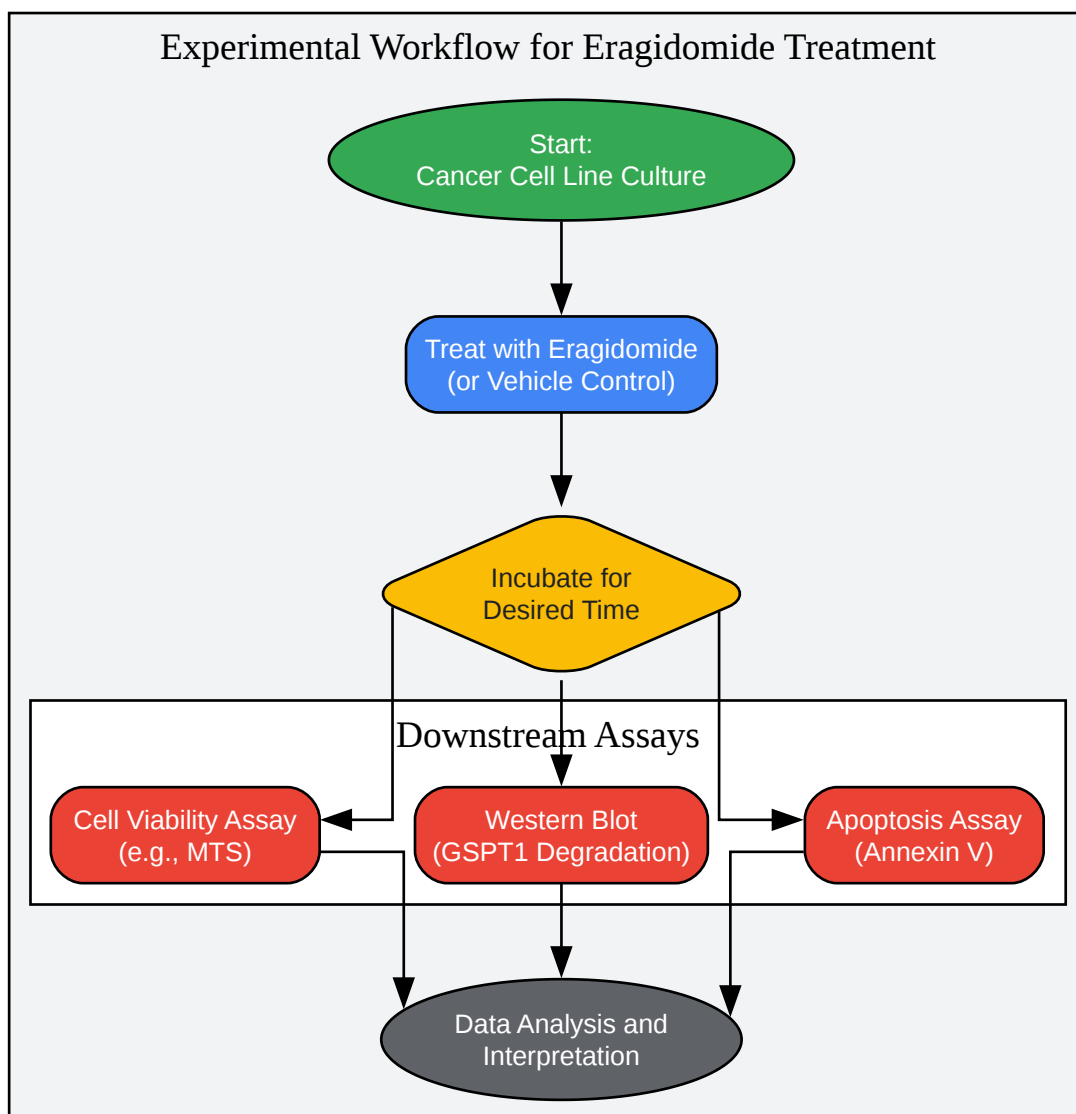 Experimental Workflow for Eragidomide Treatment
Start:
Cancer Cell Line Culture
Treat with Eragidomide
(or Vehicle Control)
Incubate for
Desired Time
Downstream Assays
Cell Viability Assay
(e.g., MTS)
Western Blot
(GSPT1 Degradation)
Apoptosis Assay
(Annexin V)
Data Analysis and
Interpretation